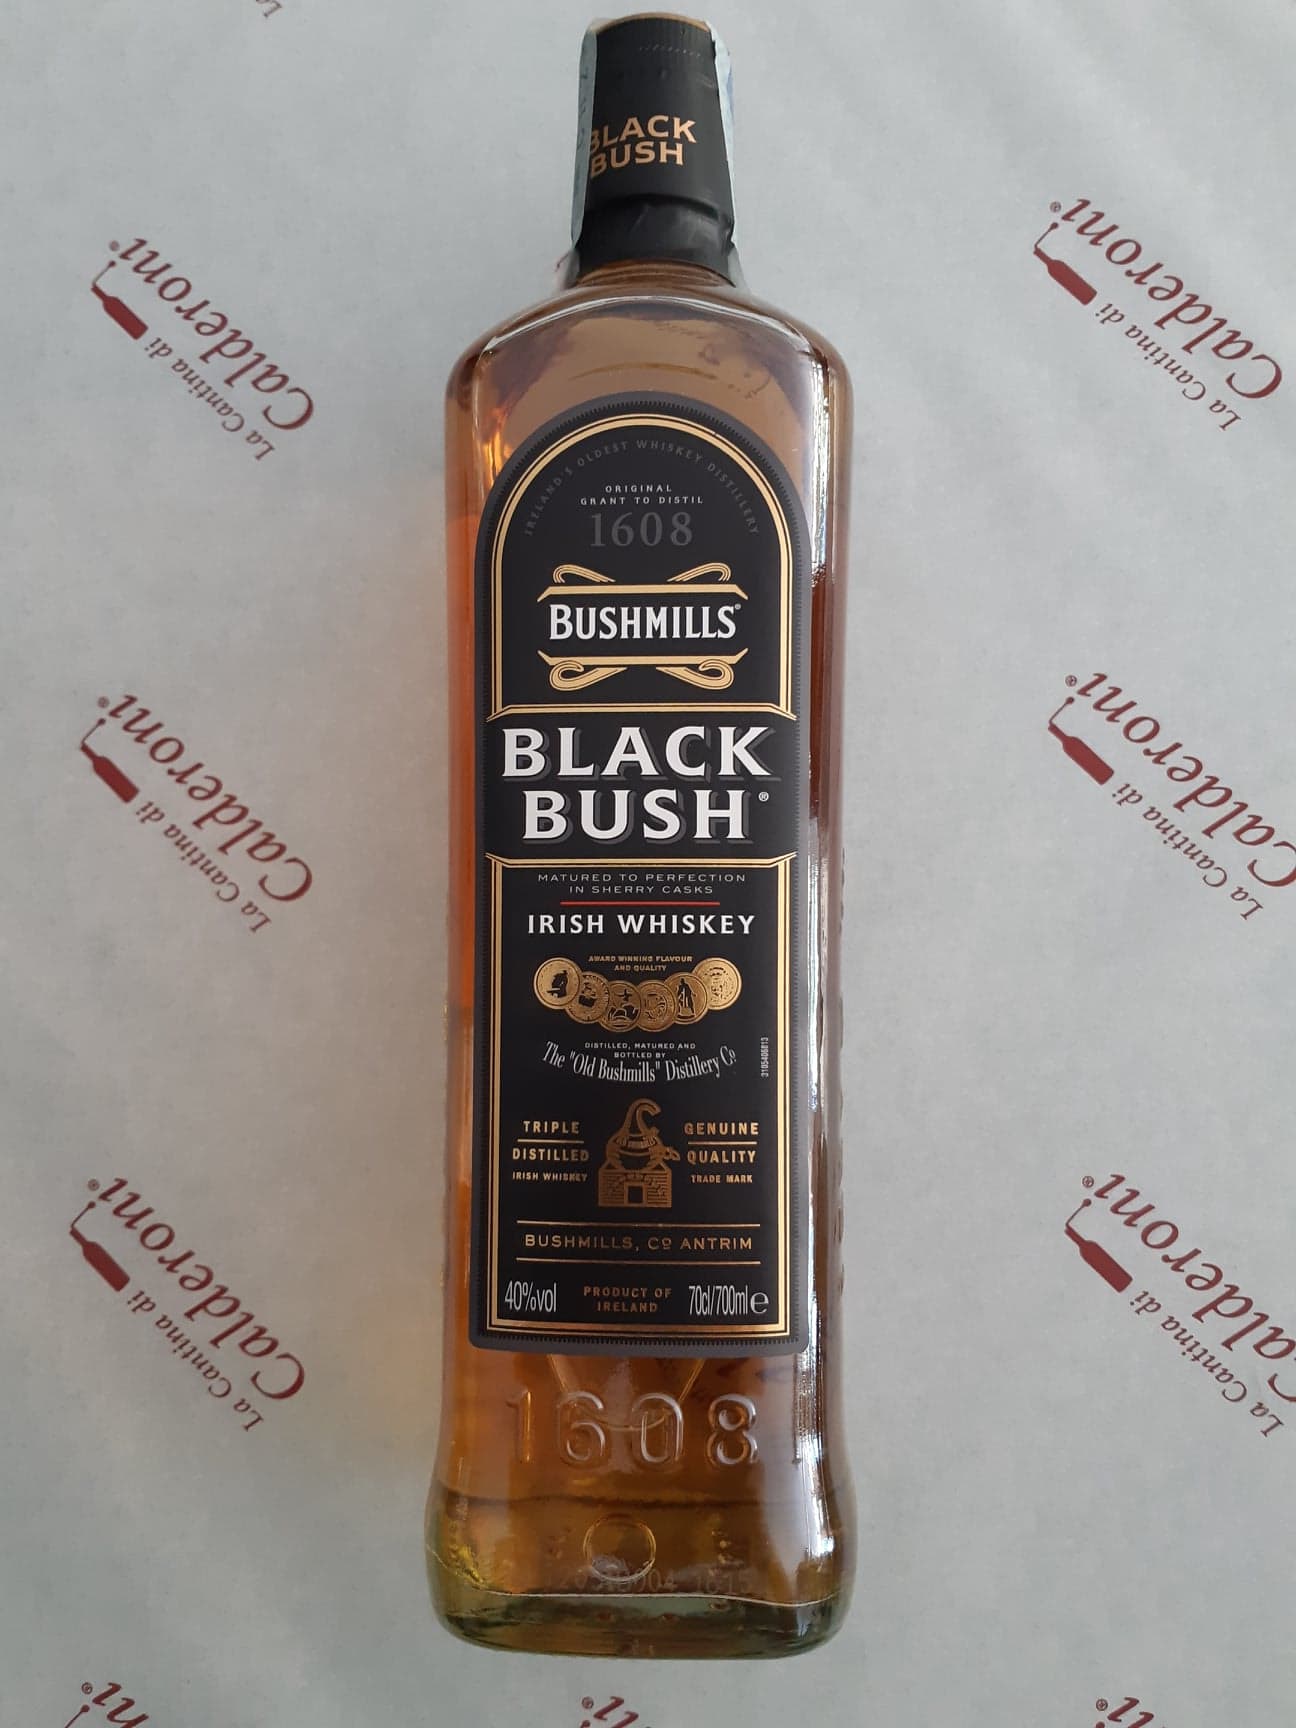 BLACK
BUSH
IRELAND'S OLDEST WHISKEY DISTILLERY
ORIGINAL
GRANT TO DISTIL
1608
BUSHMILLS®
BLACK
BUSH®
MATURED TO PERFECTION
IN SHERRY CASKS
IRISH WHISKEY
AWARD WINNING FLAVOUR
AND QUALITY
DISTILLED, MATURED AND
BOTTLED BY
The "Old Bushmills" Distillery Co
TRIPLE
DISTILLED
IRISH WHISKEY
GENUINE
QUALITY
TRADE MARK
BUSHMILLS, Co ANTRIM
40%vol
PRODUCT OF
IRELAND
70cl/700ml e
1608
La Cantina di
Calderoni®
La Cantina di
Calderoni®
La Cantina di
Calderoni®
La Cantina di
Calderoni®
La Cantina di
Calderoni®
La Cantina di
Calderoni®